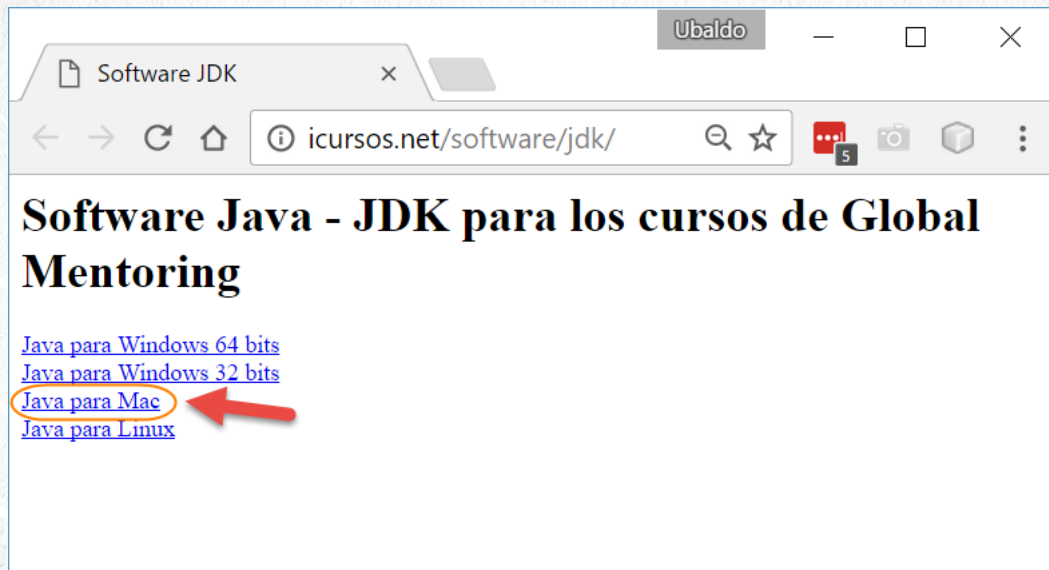 Ubaldo
Software JDK
icursos.net/software/jdk/
5
Software Java - JDK para los cursos de Global
Mentoring
Java para Windows 64 bits
Java para Windows 32 bits
Java para Mac
Java para Linux